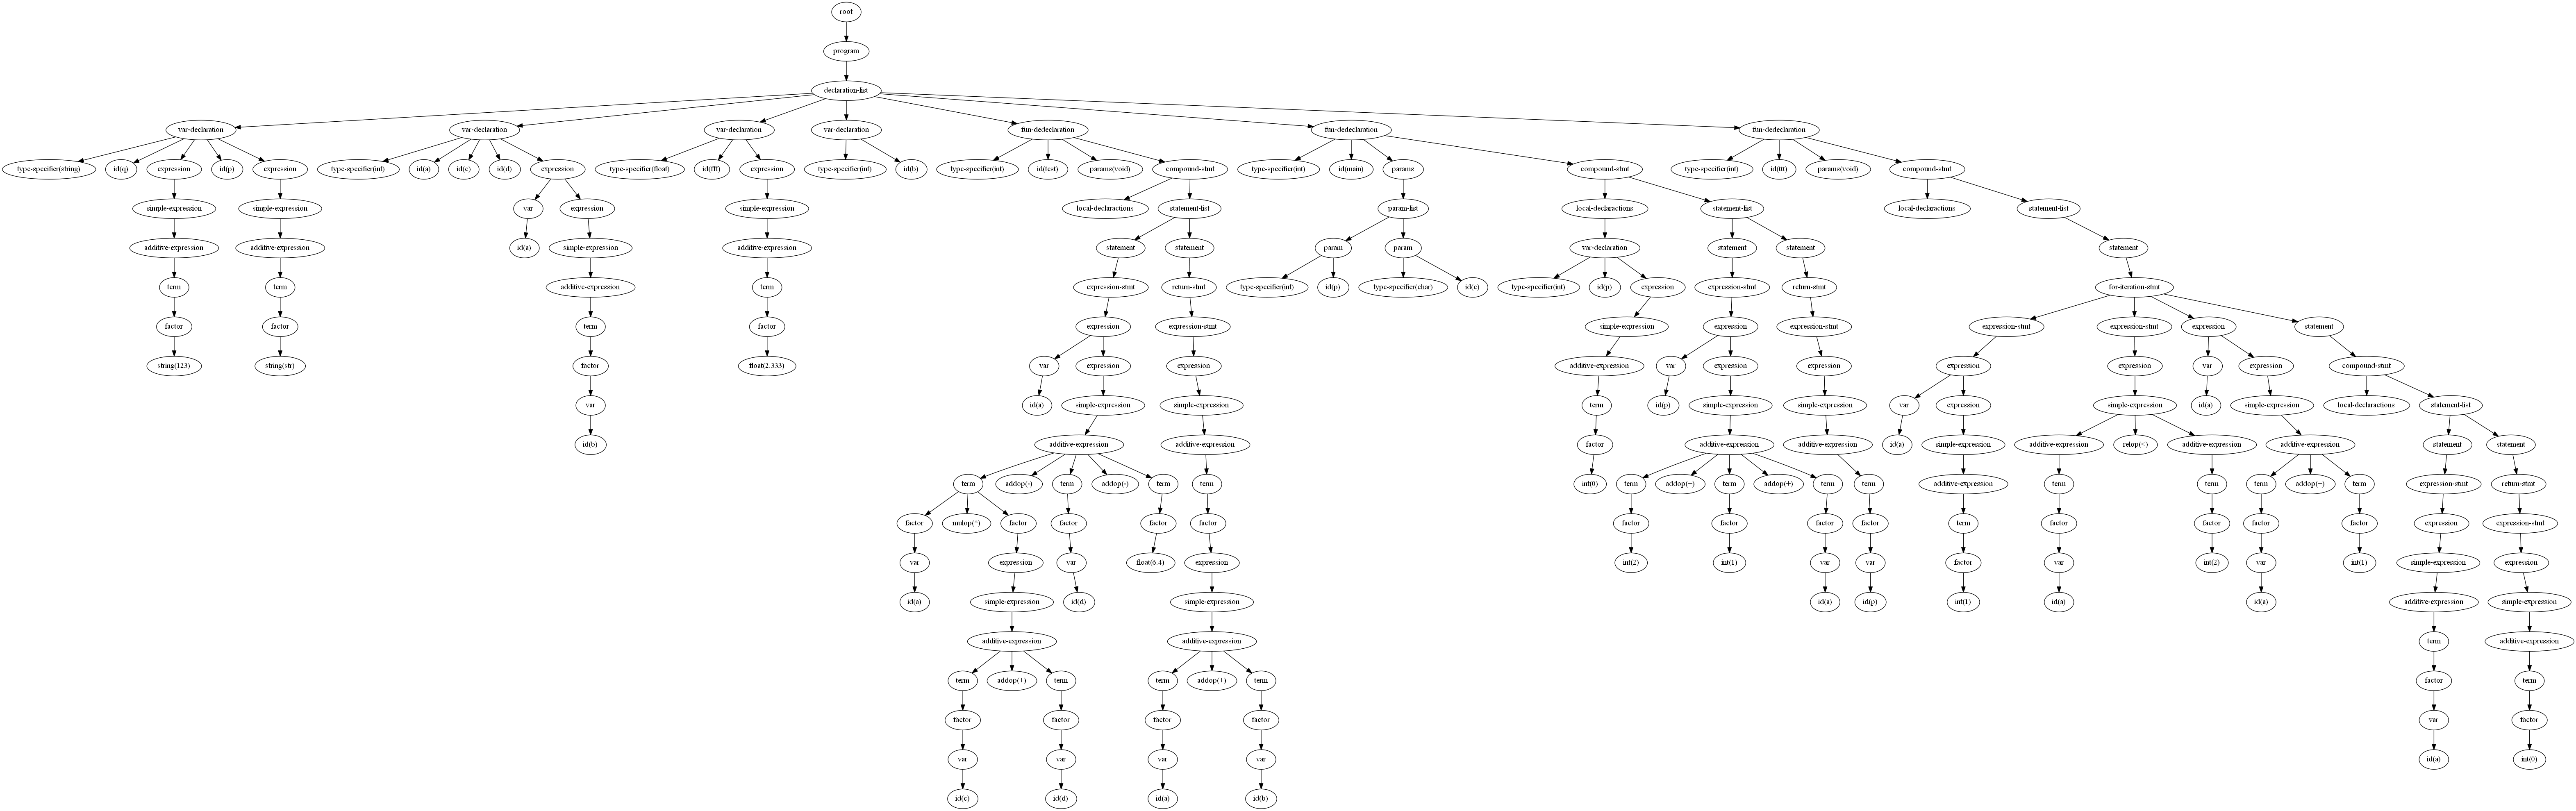 root
program
declaration-list
var-declaration var-declaration var-declaration var-declaration fun-dedeclaration fun-dedeclaration fun-dedeclaration
type-specifier(string) id(q) expression id(p) expression type-specifier(int) id(a) id(c) id(d) expression type-specifier(float) id(fff) expression type-specifier(int) id(b) type-specifier(int) id(test) params(void) compound-stmt type-specifier(int) id(main) params compound-stmt type-specifier(int) id(ttt) params(void) compound-stmt
simple-expression simple-expression var expression simple-expression local-declaractions statement-list param-list local-declaractions statement-list local-declaractions statement-list
additive-expression additive-expression id(a) simple-expression additive-expression statement statement param param var-declaration statement statement statement
term term additive-expression term expression-stmt return-stmt type-specifier(int) id(p) type-specifier(char) id(c) type-specifier(int) id(p) expression expression-stmt return-stmt for-iteration-stmt
factor factor term factor expression expression-stmt simple-expression expression expression-stmt expression-stmt expression-stmt expression statement
string(123) string(str) factor float(2.333) var expression expression additive-expression var expression expression expression expression var expression compound-stmt
var id(a) simple-expression simple-expression term id(p) simple-expression simple-expression var expression simple-expression id(a) simple-expression local-declaractions statement-list
id(b) additive-expression additive-expression factor additive-expression additive-expression id(a) simple-expression additive-expression relop(<) additive-expression additive-expression statement statement
term addop(-) term addop(-) term term int(0) term addop(+) term addop(+) term term additive-expression term term term addop(+) term expression-stmt return-stmt
factor mulop(*) factor factor factor factor factor factor factor factor term factor factor factor factor expression expression-stmt
var expression var float(6.4) expression int(2) int(1) var var factor var int(2) var int(1) simple-expression expression
id(a) simple-expression id(d) simple-expression id(a) id(p) int(1) id(a) id(a) additive-expression simple-expression
additive-expression additive-expression term additive-expression
term addop(+) term term addop(+) term factor term
factor factor factor factor var factor
var var var var id(a) int(0)
id(c) id(d) id(a) id(b)